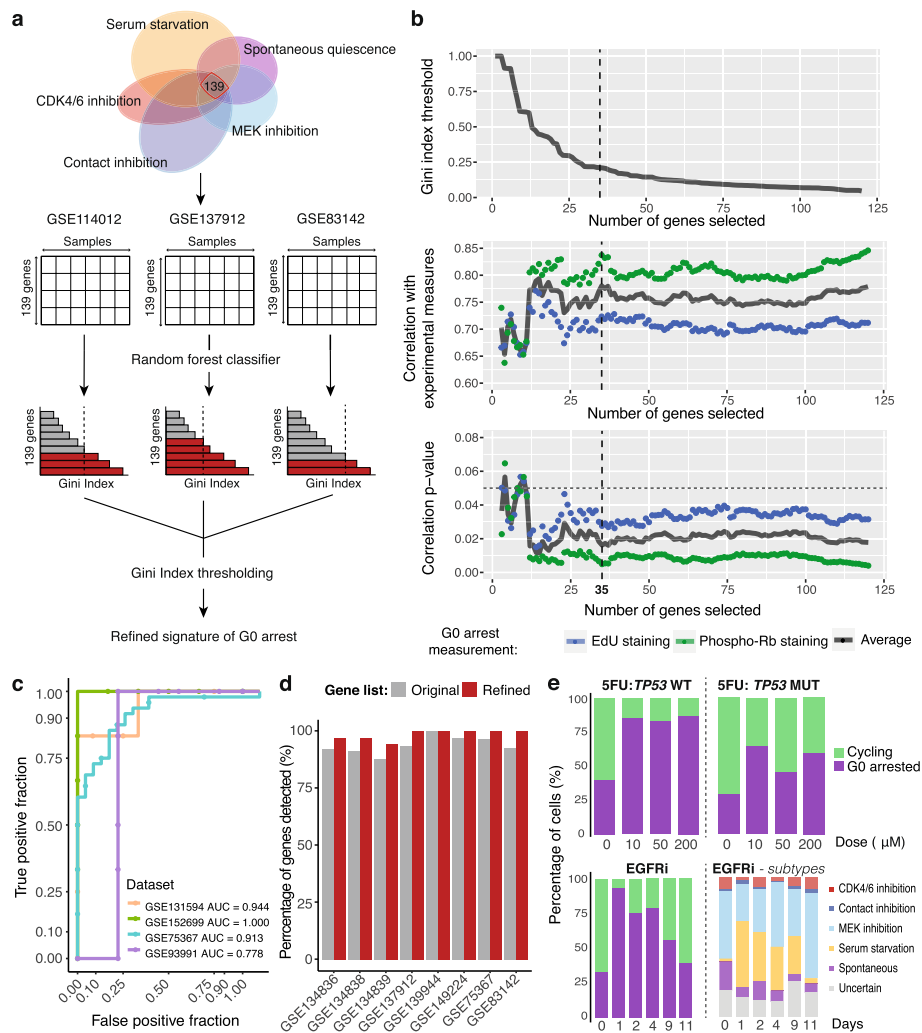 a
Serum starvation
Spontaneous quiescence
139
CDK4/6 inhibition
MEK inhibition
Contact inhibition
GSE114012
GSE137912
GSE83142
Samples
Samples
Samples
139 genes
139 genes
139 genes
Random forest classifier
139 genes
139 genes
139 genes
Gini Index
Gini Index
Gini Index
Gini Index thresholding
Refined signature of G0 arrest
b
Gini index threshold
1.00
0.75
0.50
0.25
0.00
0
25
50
75
100
125
Number of genes selected
Correlation with
experimental measures
0.85
0.80
0.75
0.70
0.65
0.60
0
25
50
75
100
125
Number of genes selected
Correlation p−value
0.08
0.06
0.04
0.02
0.00
0
25
35
50
75
100
125
Number of genes selected
G0 arrest
measurement:
EdU staining
Phospho-Rb staining
Average
c
True positive fraction
1.00
0.90
0.75
0.50
0.25
0.10
0.00
Dataset
GSE131594 AUC = 0.944
GSE152699 AUC = 1.000
GSE75367 AUC = 0.913
GSE93991 AUC = 0.778
0.00
0.10
0.25
0.50
0.75
0.90
1.00
False positive fraction
d
Gene list:
Original
Refined
Percentage of genes detected (%)
100
75
50
25
0
GSE134836
GSE134838
GSE134839
GSE137912
GSE139944
GSE149224
GSE75367
GSE83142
e
5FU: TP53 WT
5FU: TP53 MUT
Percentage of cells (%)
100
75
50
25
0
Cycling
G0 arrested
0
10
50
200
0
10
50
200
Dose ( μM)
EGFRi
EGFRi - subtypes
100
75
50
25
0
CDK4/6 inhibition
Contact inhibition
MEK inhibition
Serum starvation
Spontaneous
Uncertain
0
1
2
4
9
11
0
1
2
4
9
11
Days